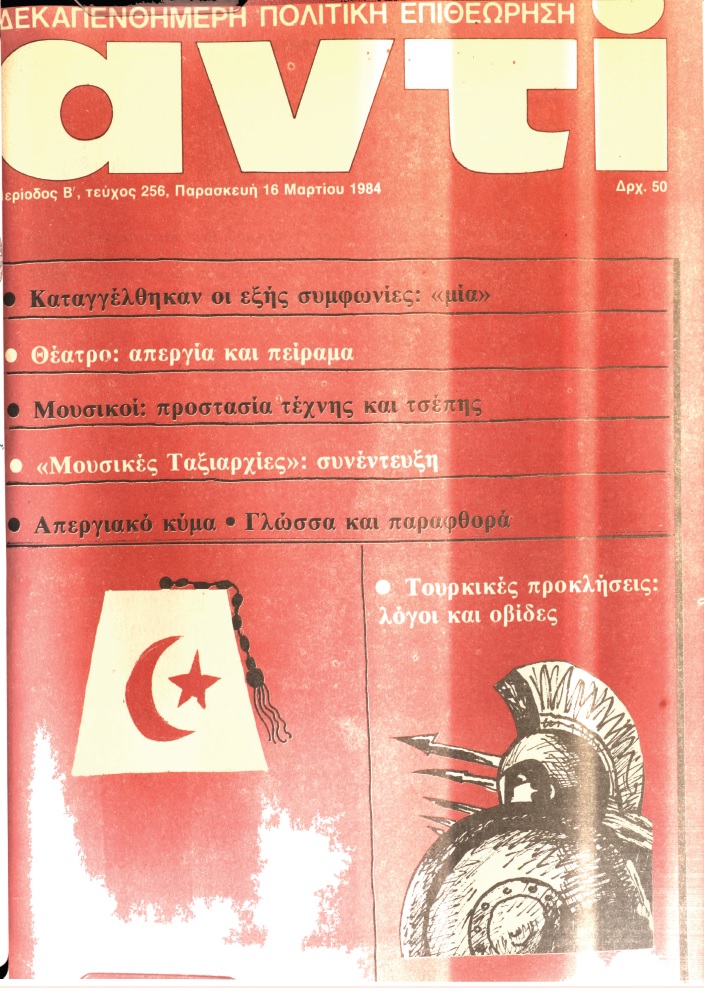 ΔΕΚΑΠΕΝΘΗΜΕΡΗ ΠΟΛΙΤΙΚΗ ΕΠΙΘΕΩΡΗΣΗ
αντί
ερίοδος Β', τεύχος 256, Παρασκευή 16 Μαρτίου 1984
Δρχ. 50
• Καταγγέλθηκαν οι εξής συμφωνίες: «μία»
• Θέατρο: απεργία και πείραμα
• Μουσικοί: προστασία τέχνης και τσέπης
• «Μουσικές Ταξιαρχίες»: συνέντευξη
• Απεργιακό κύμα • Γλώσσα και παραφθορά
• Τουρκικές προκλήσεις:
λόγοι και οβίδες